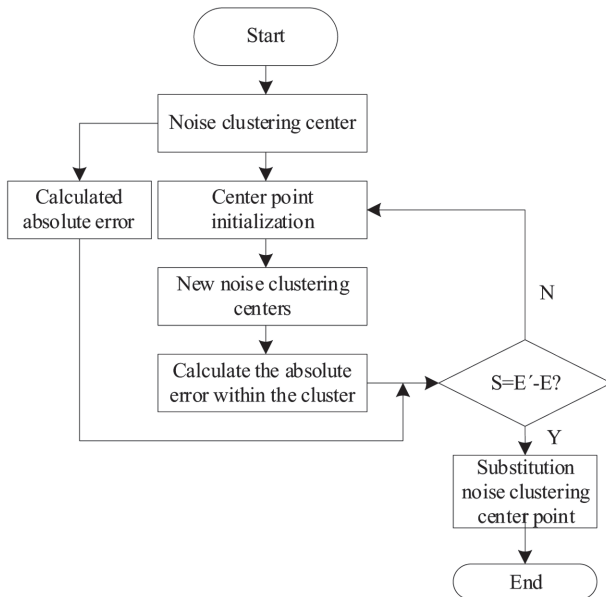 Start
Noise clustering center
Calculated
absolute error
Center point
initialization
New noise clustering
centers
N
Calculate the absolute
error within the cluster
S=E´-E?
Y
Substitution
noise clustering
center point
End